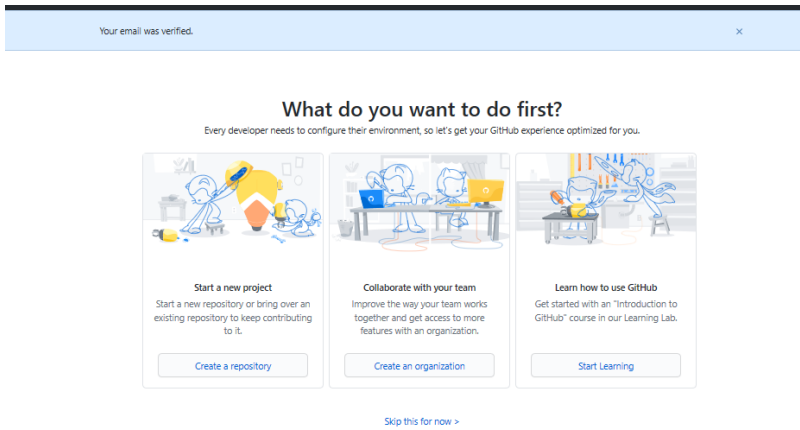 Your email was verified.
×
What do you want to do first?
Every developer needs to configure their environment, so let's get your GitHub experience optimized for you.
Start a new project
Start a new repository or bring over an
existing repository to keep contributing
to it.
Create a repository
Collaborate with your team
Improve the way your team works
together and get access to more
features with an organization.
Create an organization
Learn how to use GitHub
Get started with an "Introduction to
GitHub" course in our Learning Lab.
Start Learning
Skip this for now >